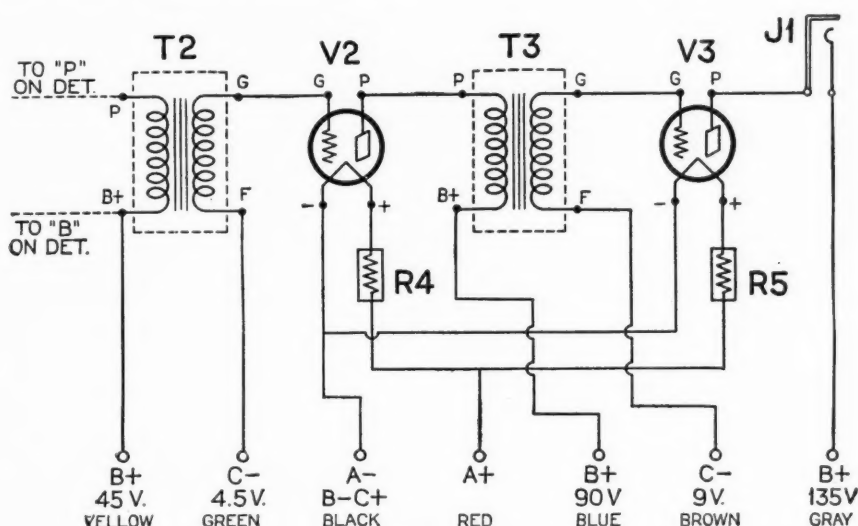 T2 V2 T3 V3 J1
TO "P"
ON DET.
P G G P P G G P
B+ F - + B+ F - +
TO "B"
ON DET.
R4 R5
B+ C- A- A+ B+ C- B+
45 V. 4.5 V. B-C+ 90 V 9 V. 135 V
YELLOW GREEN BLACK RED BLUE BROWN GRAY